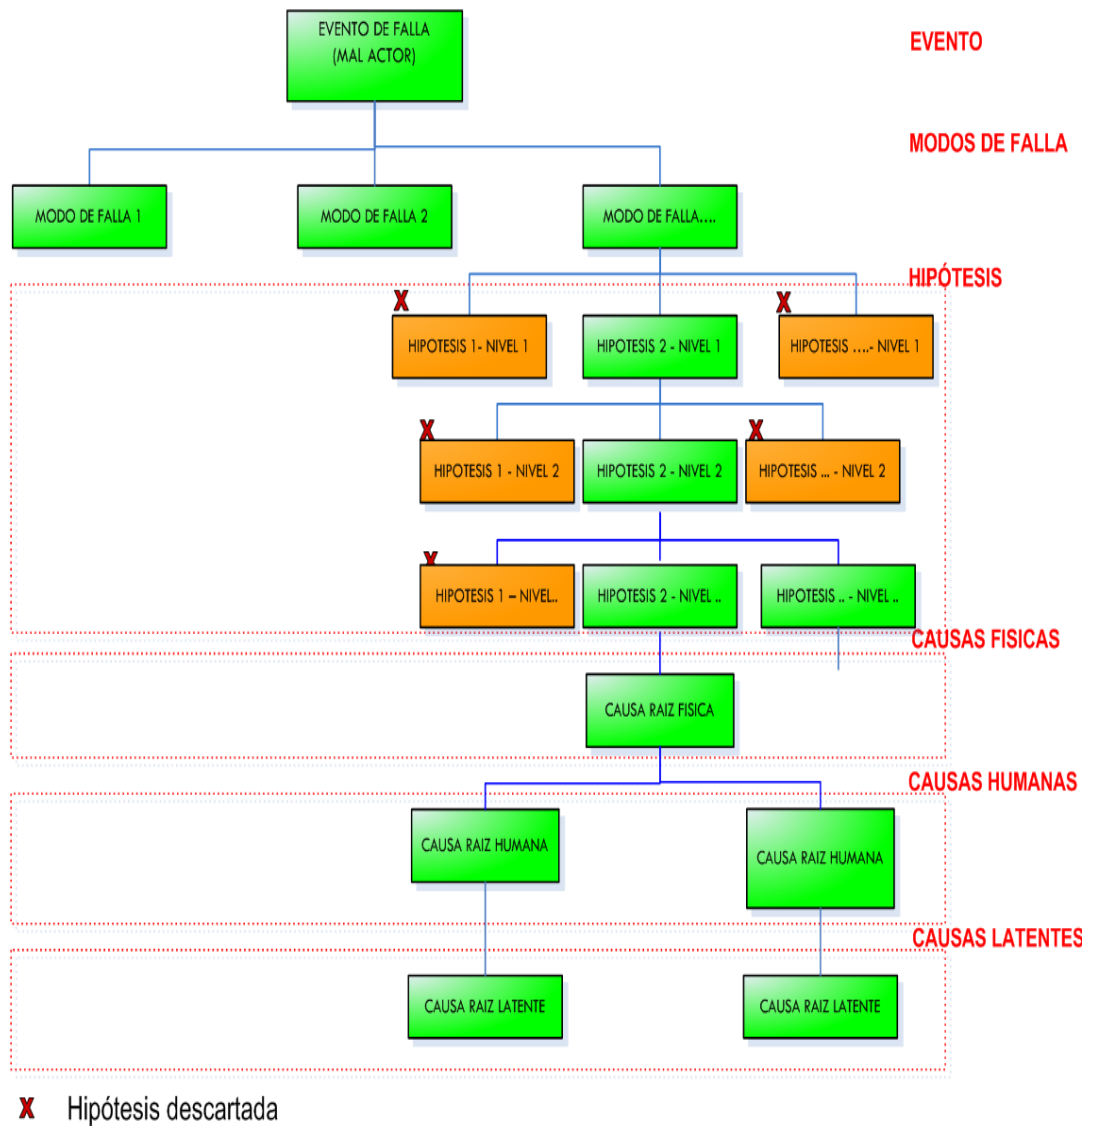 EVENTO DE FALLA
(MAL ACTOR)
EVENTO
MODOS DE FALLA
MODO DE FALLA 1
MODO DE FALLA 2
MODO DE FALLA....
HIPÓTESIS
X
X
HIPOTESIS 1- NIVEL 1
HIPOTESIS 2 - NIVEL 1
HIPOTESIS ....- NIVEL 1
X
X
HIPOTESIS 1 - NIVEL 2
HIPOTESIS 2 - NIVEL 2
HIPOTESIS ... - NIVEL 2
X
HIPOTESIS 1 – NIVEL..
HIPOTESIS 2 - NIVEL ..
HIPOTESIS .. - NIVEL ..
CAUSAS FISICAS
CAUSA RAIZ FISICA
CAUSAS HUMANAS
CAUSA RAIZ HUMANA
CAUSA RAIZ HUMANA
CAUSAS LATENTES
CAUSA RAIZ LATENTE
CAUSA RAIZ LATENTE
X Hipótesis descartada